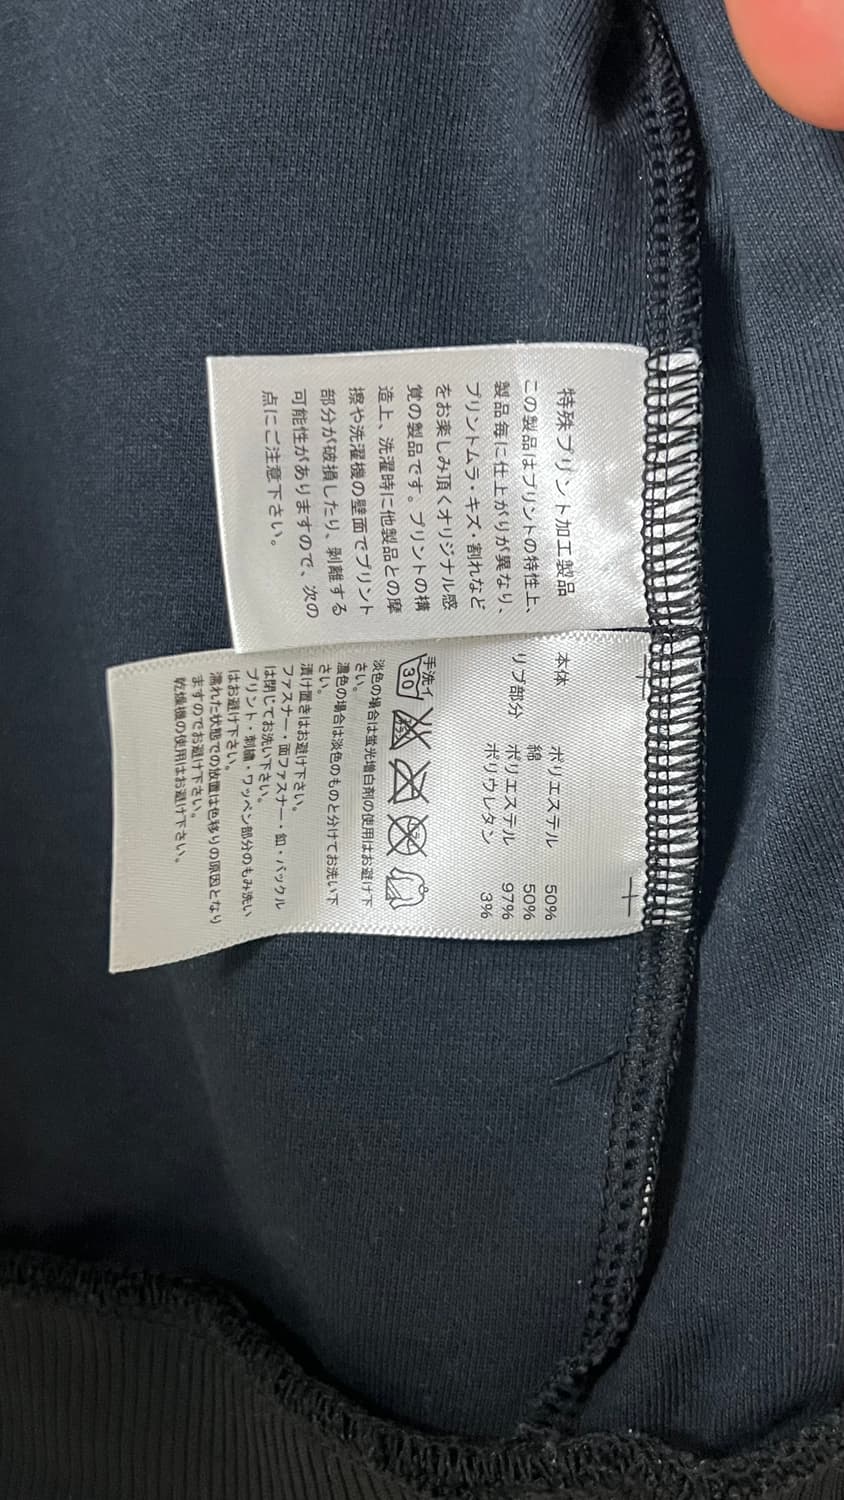 特殊プリント加工製品
この製品はプリントの特性上、
製品毎に仕上がりが異なり、
プリントムラ・キズ・割れなど
をお楽しみ頂くオリジナル感
覚の製品です。プリントの構
造上、洗濯時に他製品との摩
擦や洗濯機の壁面でプリント
部分が破損したり、剥離する
可能性がありますので、次の
点にご注意下さい。
本体 ポリエステル 50%
綿 50%
リブ部分 ポリエステル 97%
ポリウレタン 3%
手洗イ
30
淡色の場合は蛍光増白剤の使用はお避け下
さい。
濃色の場合は淡色のものと分けてお洗い下
さい。
漬け置きはお避け下さい。
ファスナー・面ファスナー・釦・バックル
は閉じてお洗い下さい。
プリント・刺繍・ワッペン部分のもみ洗い
はお避け下さい。
濡れた状態での放置は色移りの原因となり
ますのでお避け下さい。
乾燥機の使用はお避け下さい。